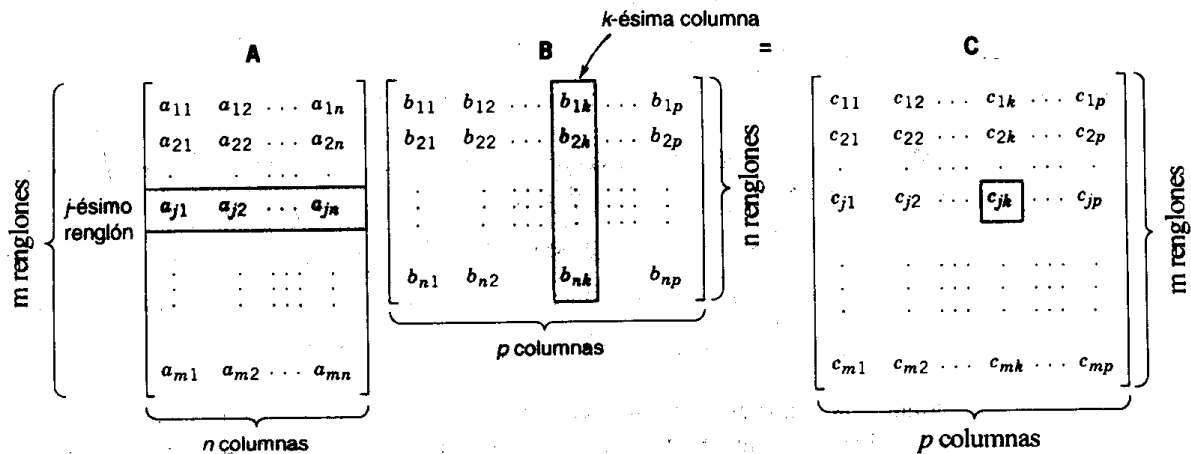 k-ésima columna
A B = C
m renglones
j-ésimo
renglón
a11 a12 ... a1n
a21 a22 ... a2n
. . ... .
aj1 aj2 ... ajn
. . ... .
. . ... .
. . ... .
am1 am2 ... amn
n columnas
b11 b12 ... b1k ... b1p
b21 b22 ... b2k ... b2p
. . ... . ... .
. . ... . ... .
. . ... . ... .
bn1 bn2 bnk bnp
p columnas
n renglones
c11 c12 ... c1k ... c1p
c21 c22 ... c2k ... c2p
. . ... . ... .
cj1 cj2 ... cjk ... cjp
. . ... . ... .
. . ... . ... .
. . ... . ... .
cm1 cm2 ... cmk ... cmp
p columnas
m renglones